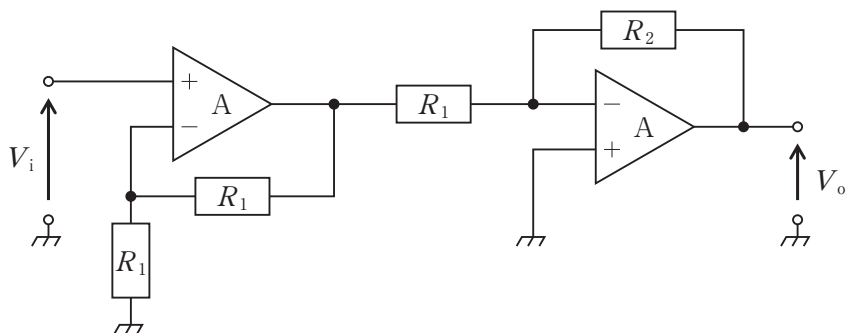 R₂
+
A
−
R₁
−
A
+
Vᵢ
−
R₁
Vₒ
R₁